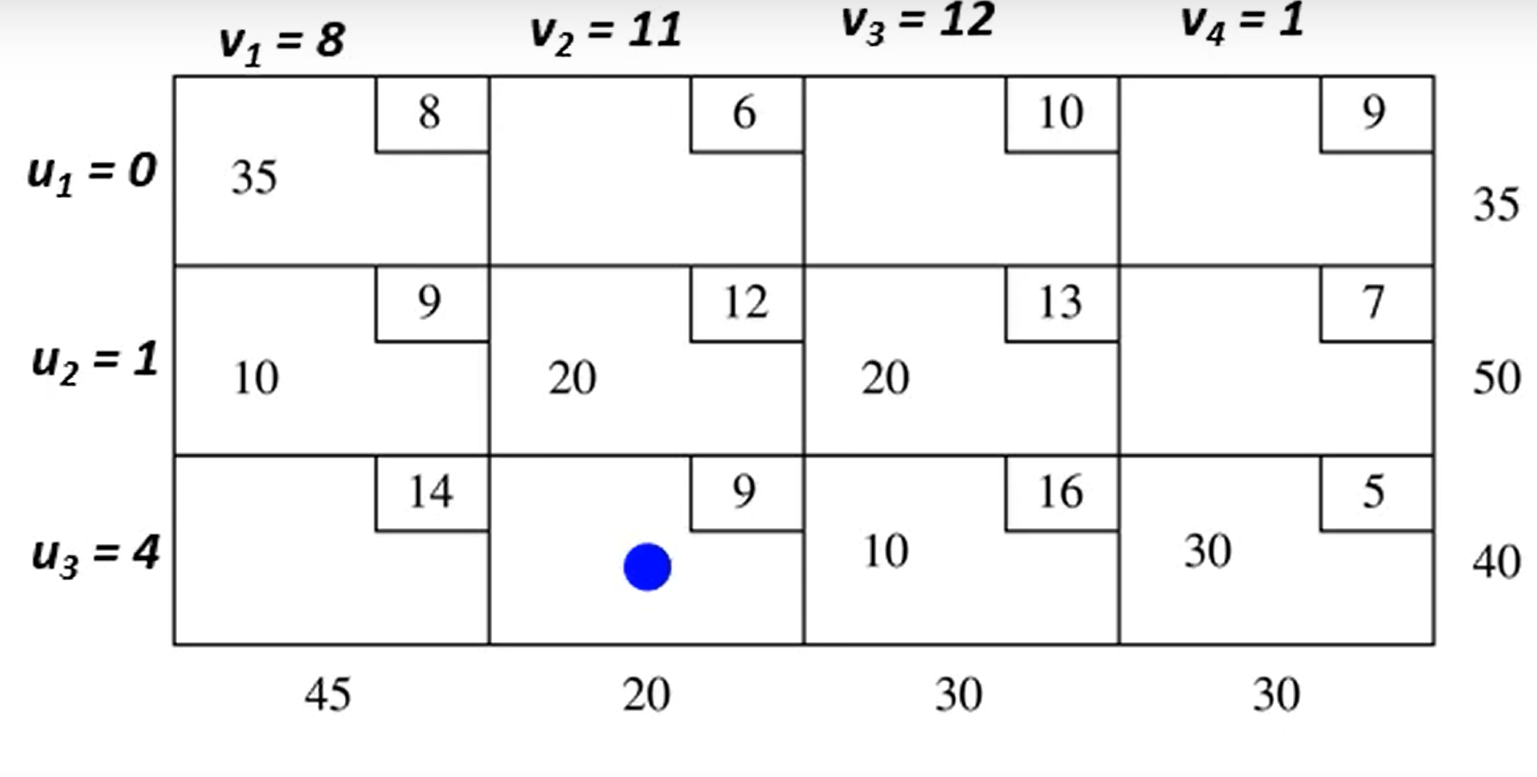 v₁ = 8 v₂ = 11 v₃ = 12 v₄ = 1
8 6 10 9
u₁ = 0 35 35
9 12 13 7
u₂ = 1 10 20 20 50
14 9 16 5
u₃ = 4 10 30 40
45 20 30 30